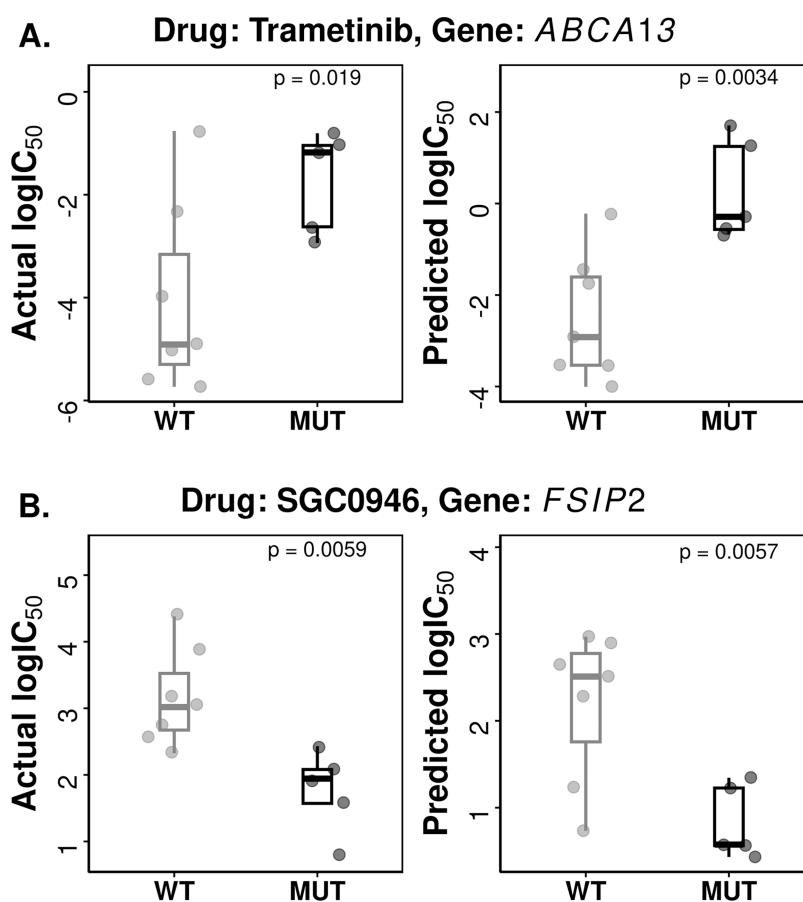 A. Drug: Trametinib, Gene: ABCA13
Actual logIC50
0
-2
-4
-6
p = 0.019
WT MUT
Predicted logIC50
2
0
-2
-4
p = 0.0034
WT MUT
B. Drug: SGC0946, Gene: FSIP2
Actual logIC50
5
4
3
2
1
p = 0.0059
WT MUT
Predicted logIC50
4
3
2
1
p = 0.0057
WT MUT